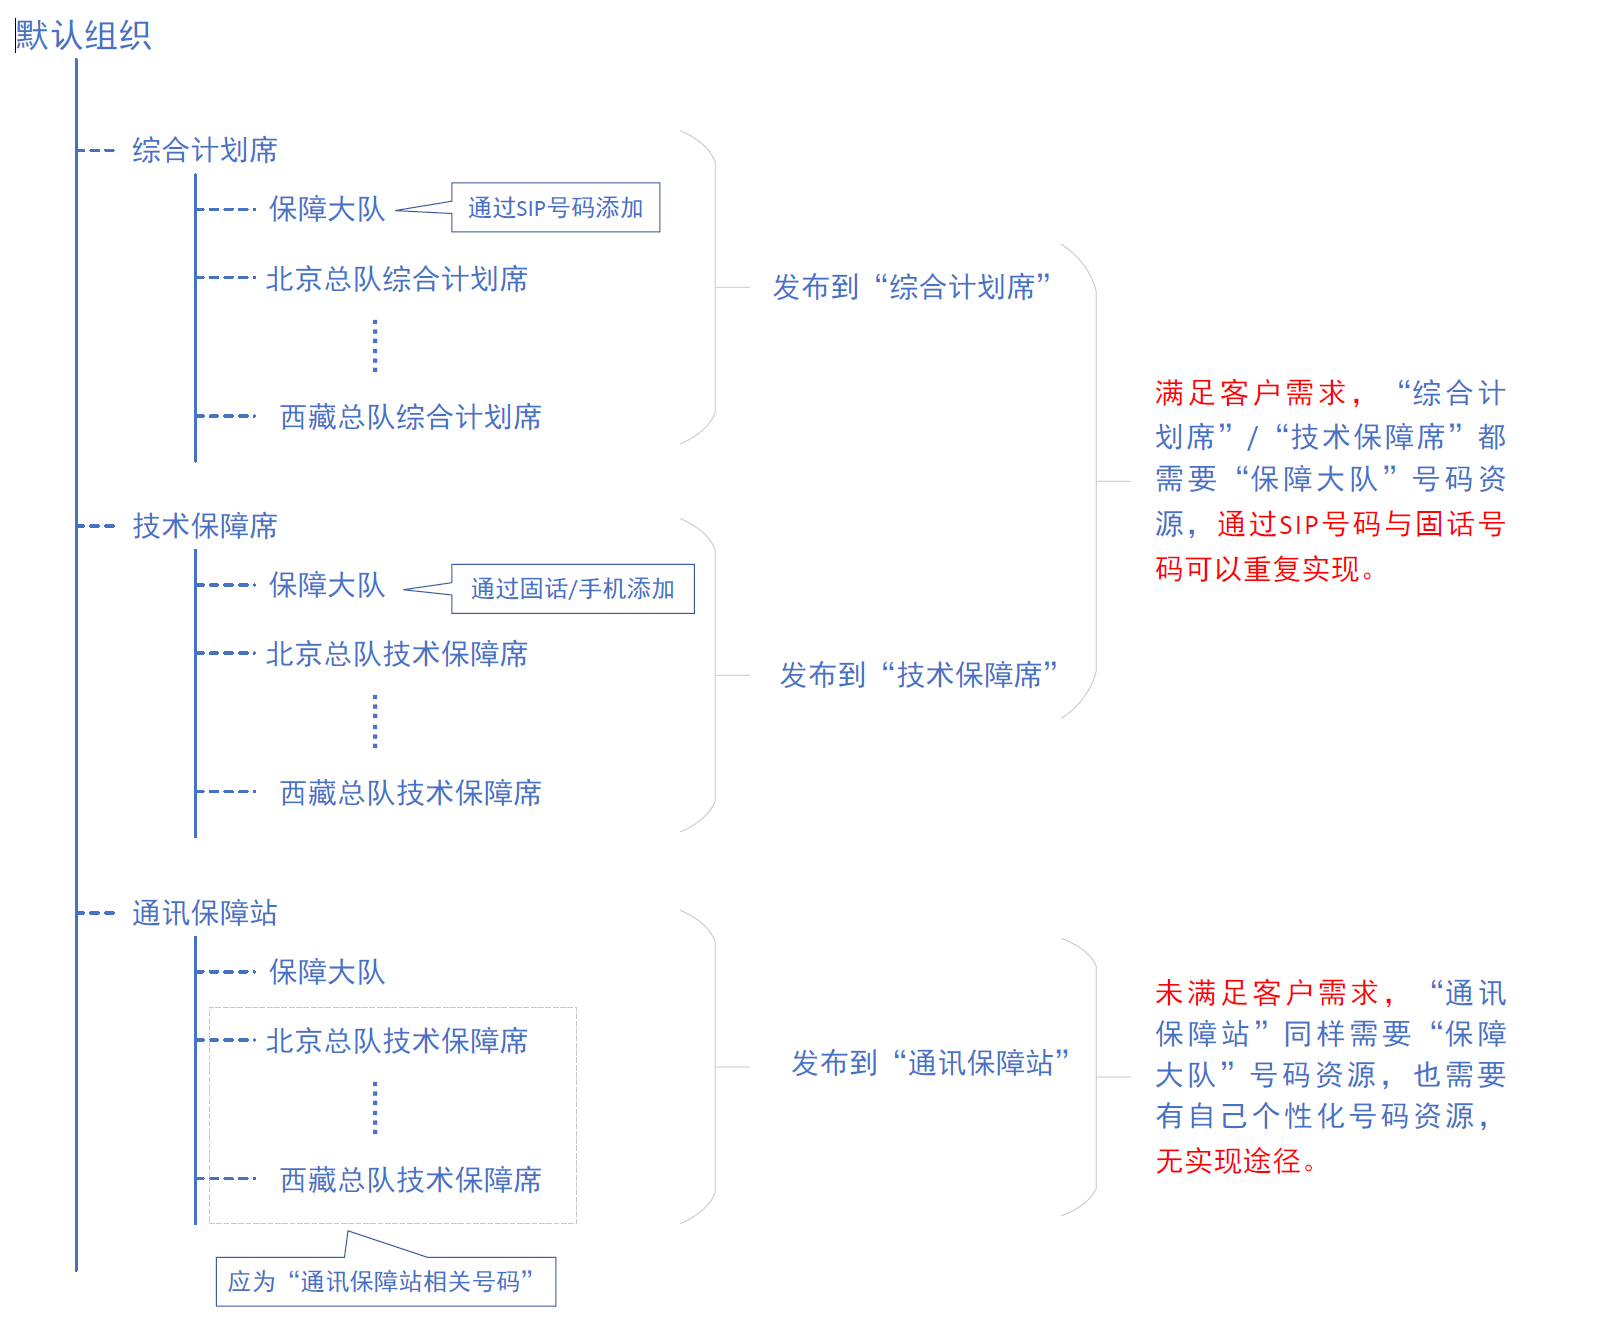 默认组织
综合计划席
保障大队
通过SIP号码添加
北京总队综合计划席
西藏总队综合计划席
发布到“综合计划席”
技术保障席
保障大队
通过固话/手机添加
北京总队技术保障席
西藏总队技术保障席
发布到“技术保障席”
满足客户需求，“综合计
划席”/“技术保障席”都
需要“保障大队”号码资
源，通过SIP号码与固话号
码可以重复实现。
通讯保障站
保障大队
北京总队技术保障席
西藏总队技术保障席
应为“通讯保障站相关号码”
发布到“通讯保障站”
未满足客户需求，“通讯
保障站”同样需要“保障
大队”号码资源，也需要
有自己个性化号码资源，
无实现途径。